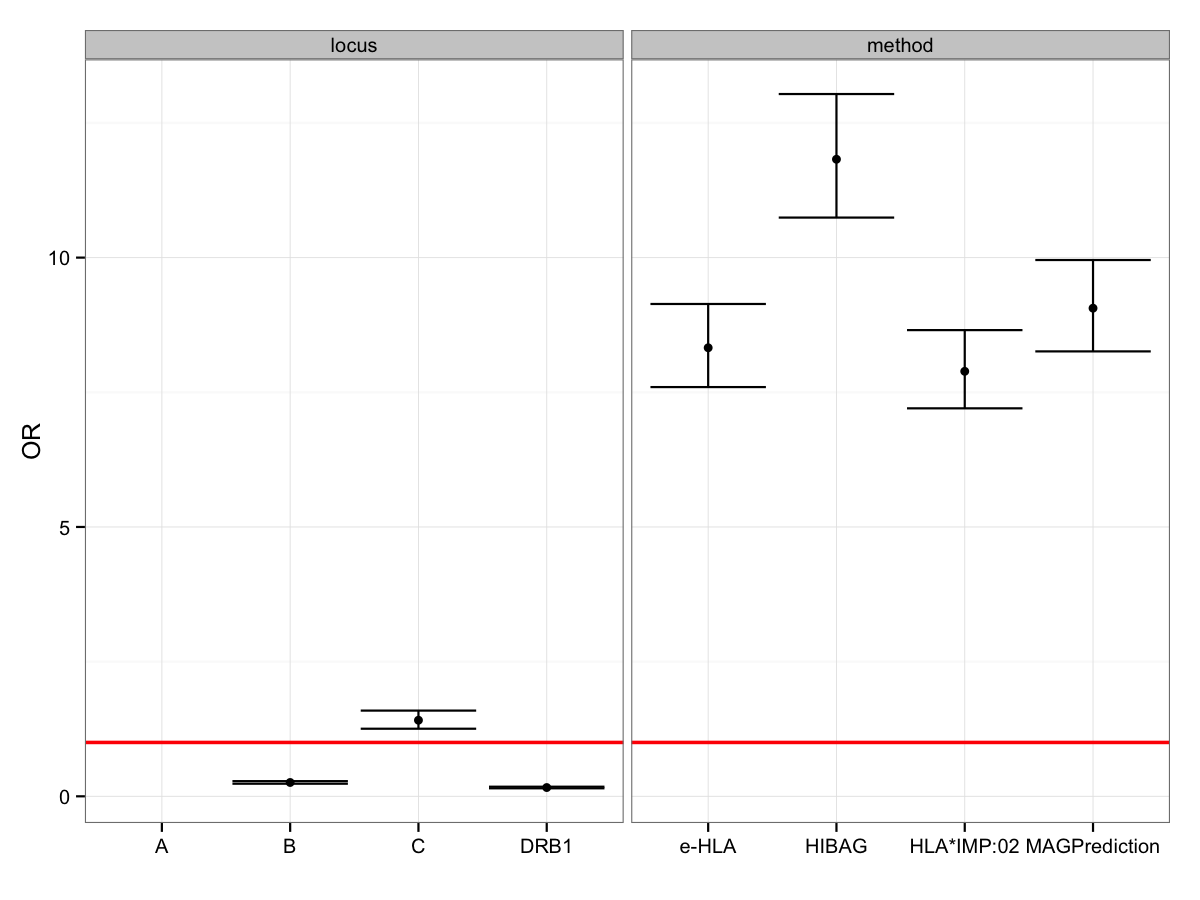 locus
method
OR
10
5
0
A
B
C
DRB1
e-HLA
HIBAG
HLA*IMP:02
MAGPrediction